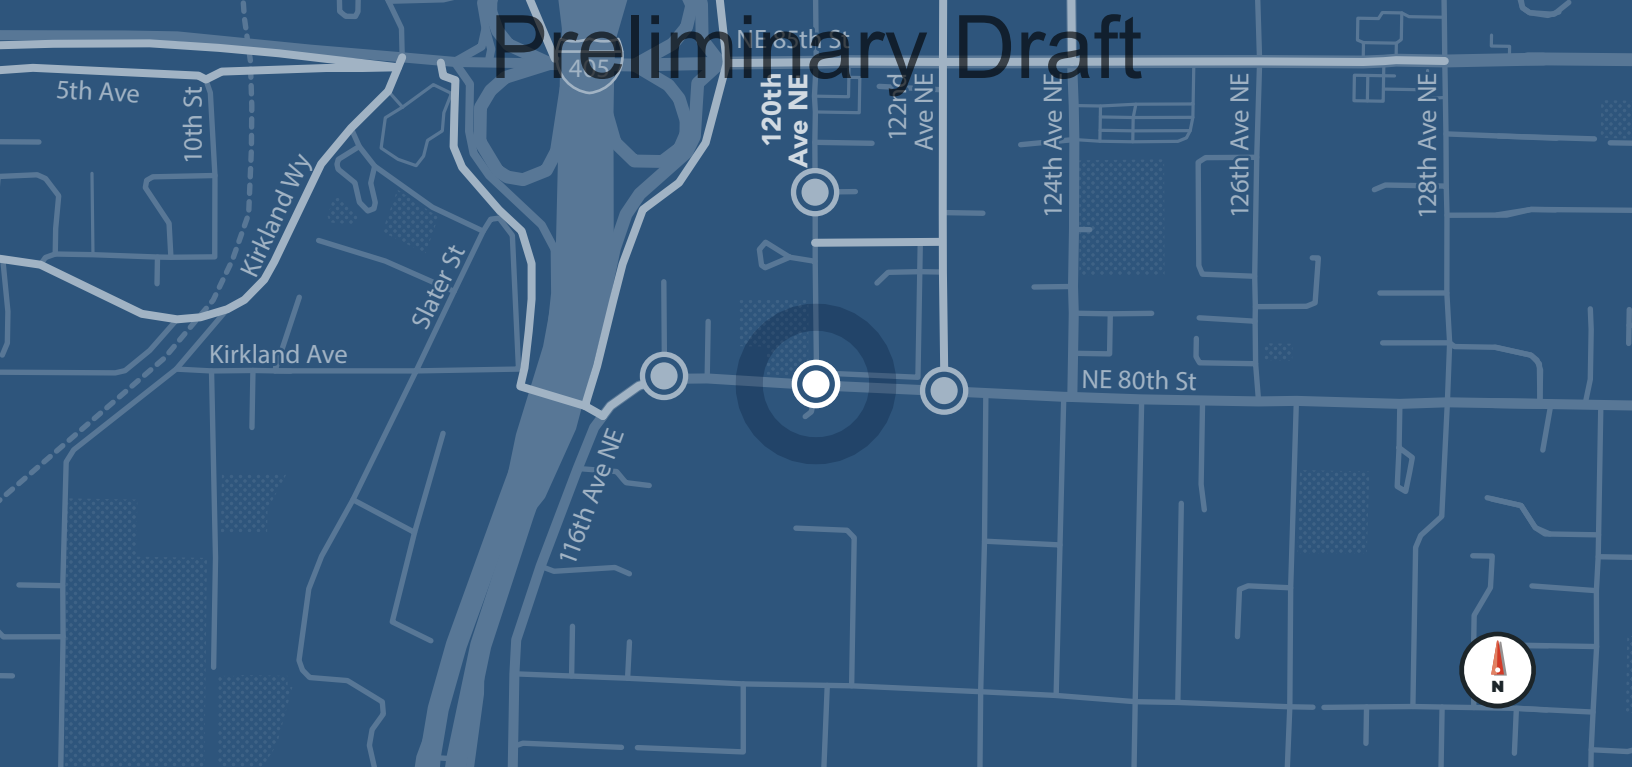 Preliminary Draft
NE 85th St
405
5th Ave
10th St
120th
Ave NE
122nd
Ave NE
124th Ave NE
126th Ave NE
128th Ave NE
Kirkland Wy
Slater St
Kirkland Ave
NE 80th St
116th Ave NE
N